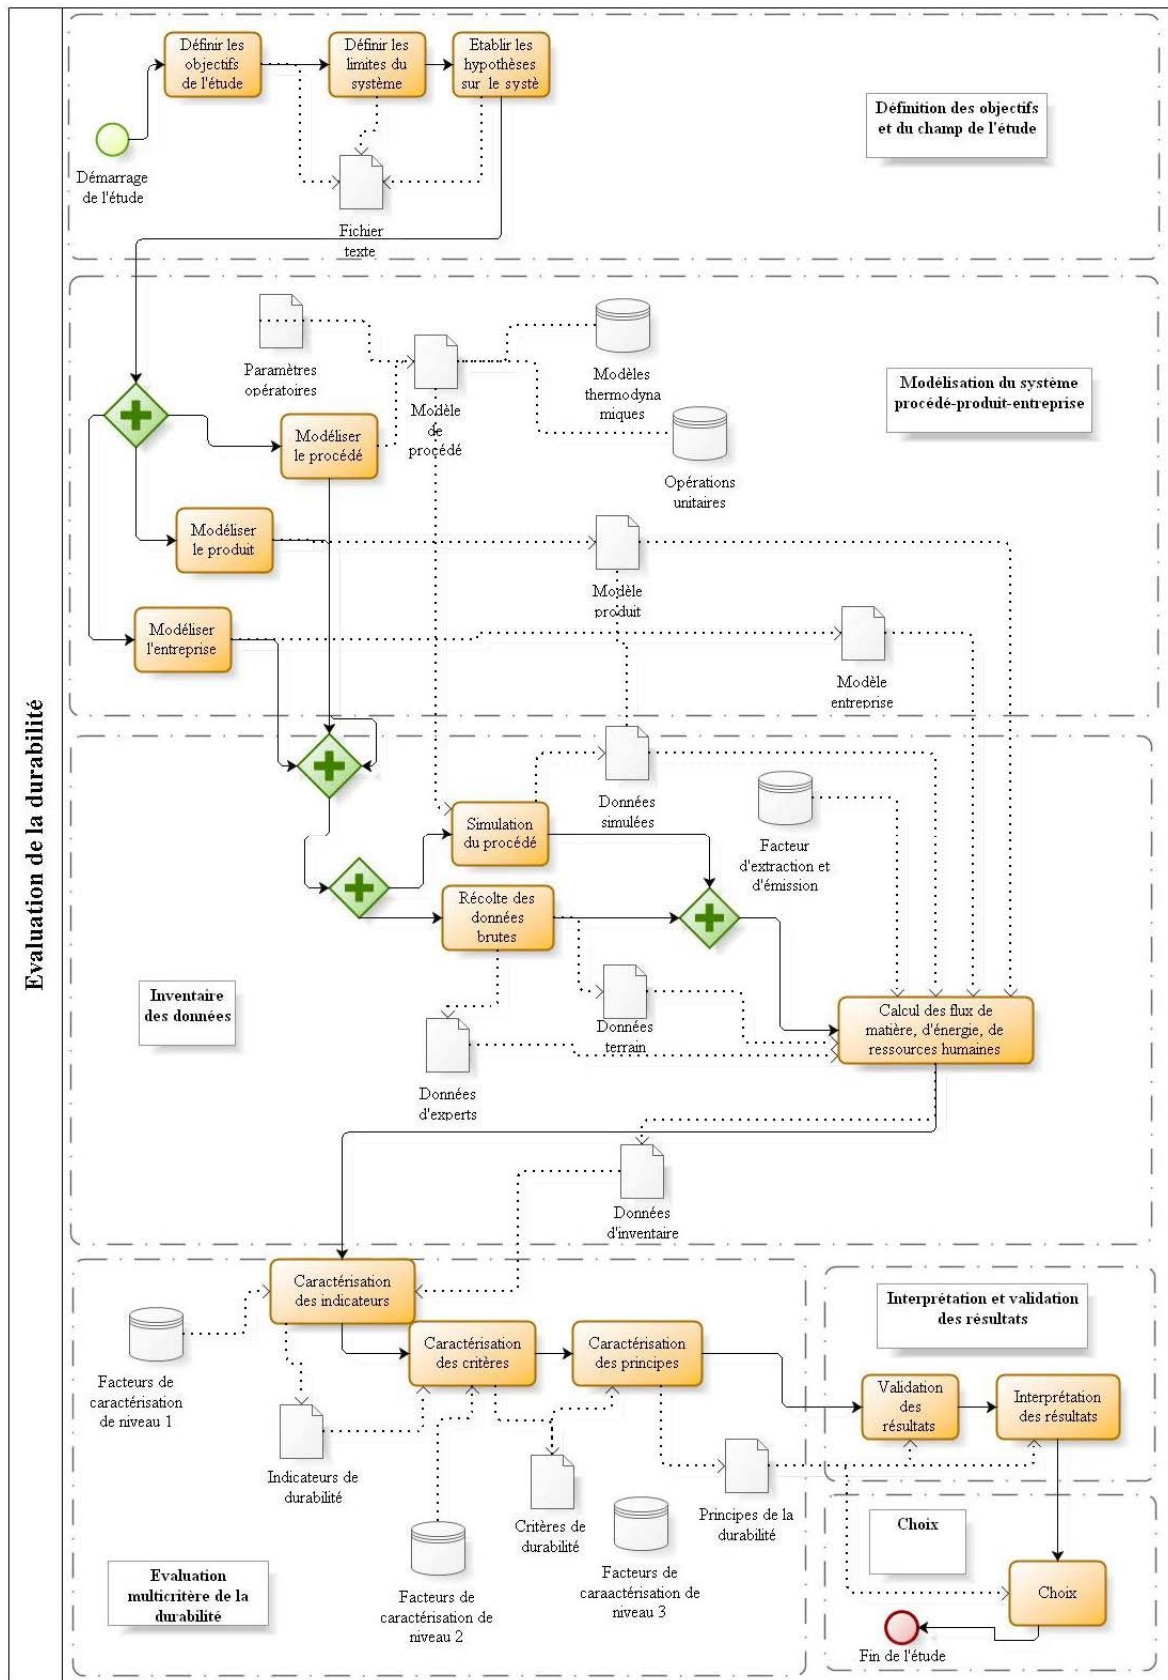 Evaluation de la durabilité
Définir les
objectifs
de l'étude
Définir les
limites du
système
Etablir les
hypothèses
sur le systè
Définition des objectifs
et du champ de l'étude
Démarrage
de l'étude
Fichier
texte
Paramètres
opératoires
Modèle
de
procédé
Modèles
thermodyna
miques
Modélisation du système
procédé-produit-entreprise
Modéliser
le procédé
Opérations
unitaires
Modéliser
le produit
Modèle
produit
Modéliser
l'entreprise
Modèle
entreprise
Données
simulées
Simulation
du procédé
Facteur
d'extraction et
d'émission
Récolte des
données
brutes
Inventaire
des données
Données
terrain
Calcul des flux de
matière, d'énergie, de
ressources humaines
Données
d'experts
Données
d'inventaire
Caractérisation
des indicateurs
Interprétation et validation
des résultats
Facteurs de
caractérisation
de niveau 1
Caractérisation
des critères
Caractérisation
des principes
Validation
des
résultats
Interprétation
des résultats
Indicateurs de
durabilité
Critères de
durabilité
Principes de la
durabilité
Choix
Evaluation
multicritère de la
durabilité
Facteurs de
caractérisation de
niveau 2
Facteurs de
caraactérisation de
niveau 3
Choix
Fin de l'étude